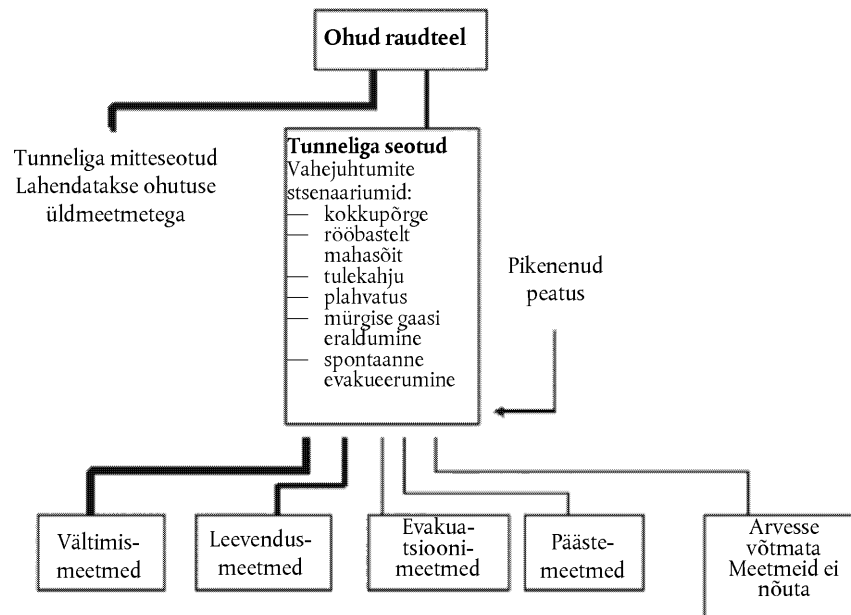 Ohud raudteel
Tunneliga mitteseotud
Lahendatakse ohutuse
üldmeetmetega
Tunneliga seotud
Vahejuhtumite
stsenaariumid:
— kokkupõrge
— rööbastelt
mahasõit
— tulekahju
— plahvatus
— mürgise gaasi
eraldumine
— spontaanne
evakueerumine
Pikenenud
peatus
Vältimis-
meetmed
Leevendus-
meetmed
Evakua-
tsiooni-
meetmed
Pääste-
meetmed
Arvesse
võtmata
Meetmeid ei
nõuta